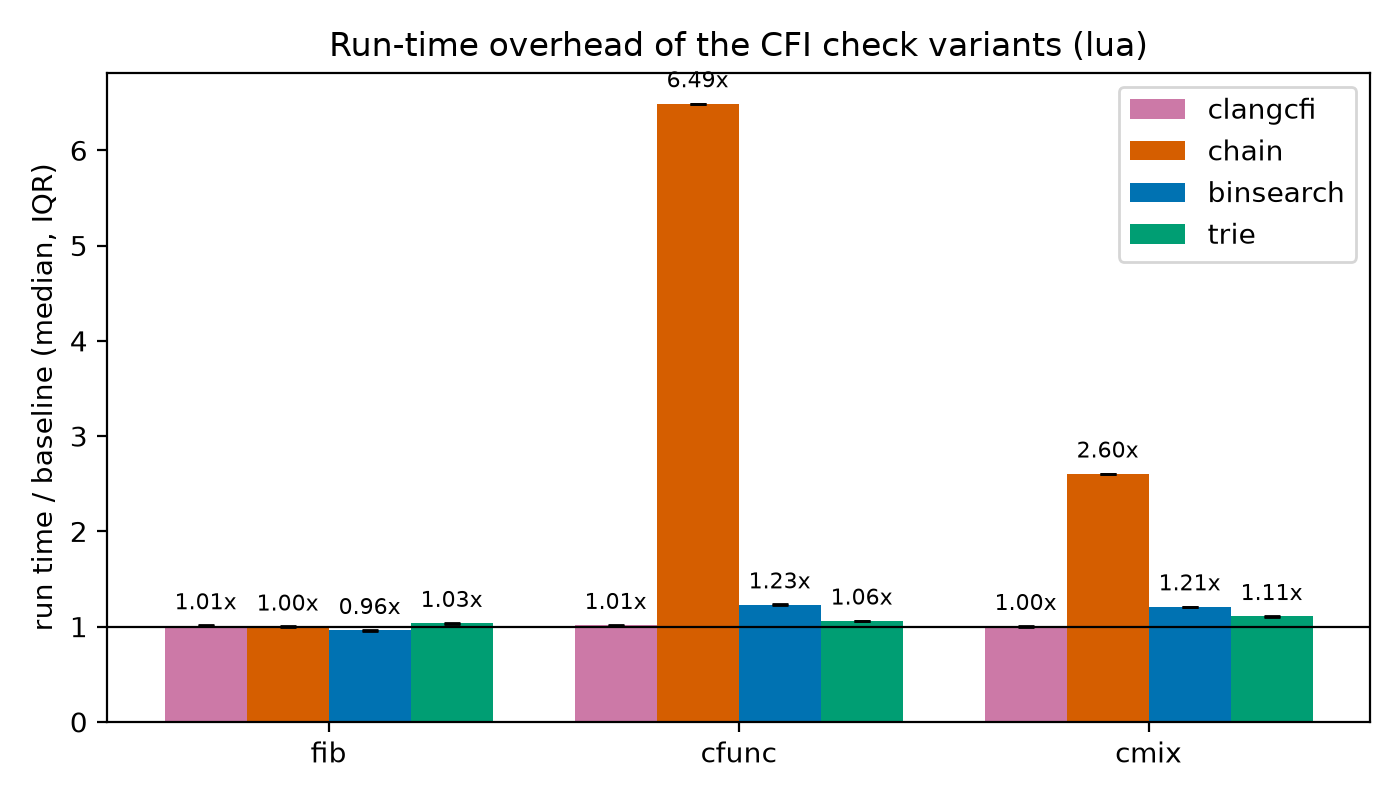 Run-time overhead of the CFI check variants (lua)
run time / baseline (median, IQR)
6
5
4
3
2
1
0
1.01x
1.00x
0.96x
1.03x
1.01x
6.49x
1.23x
1.06x
1.00x
2.60x
1.21x
1.11x
clangcfi
chain
binsearch
trie
fib
cfunc
cmix